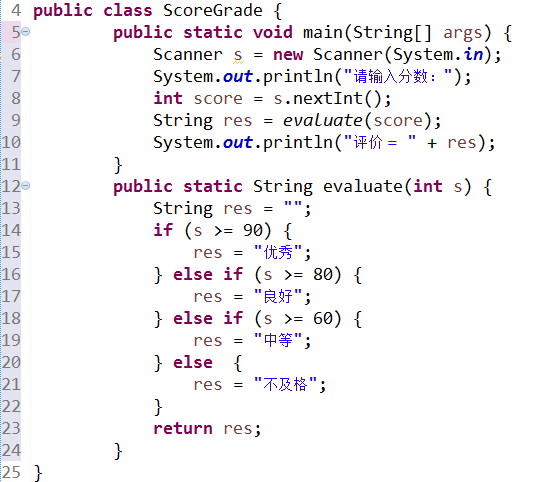 4 public class ScoreGrade {
5 public static void main(String[] args) {
6 Scanner s = new Scanner(System.in);
7 System.out.println("请输入分数：");
8 int score = s.nextInt();
9 String res = evaluate(score);
10 System.out.println("评价 = " + res);
11 }
12 public static String evaluate(int s) {
13 String res = "";
14 if (s >= 90) {
15 res = "优秀";
16 } else if (s >= 80) {
17 res = "良好";
18 } else if (s >= 60) {
19 res = "中等";
20 } else  {
21 res = "不及格";
22 }
23 return res;
24 }
25 }